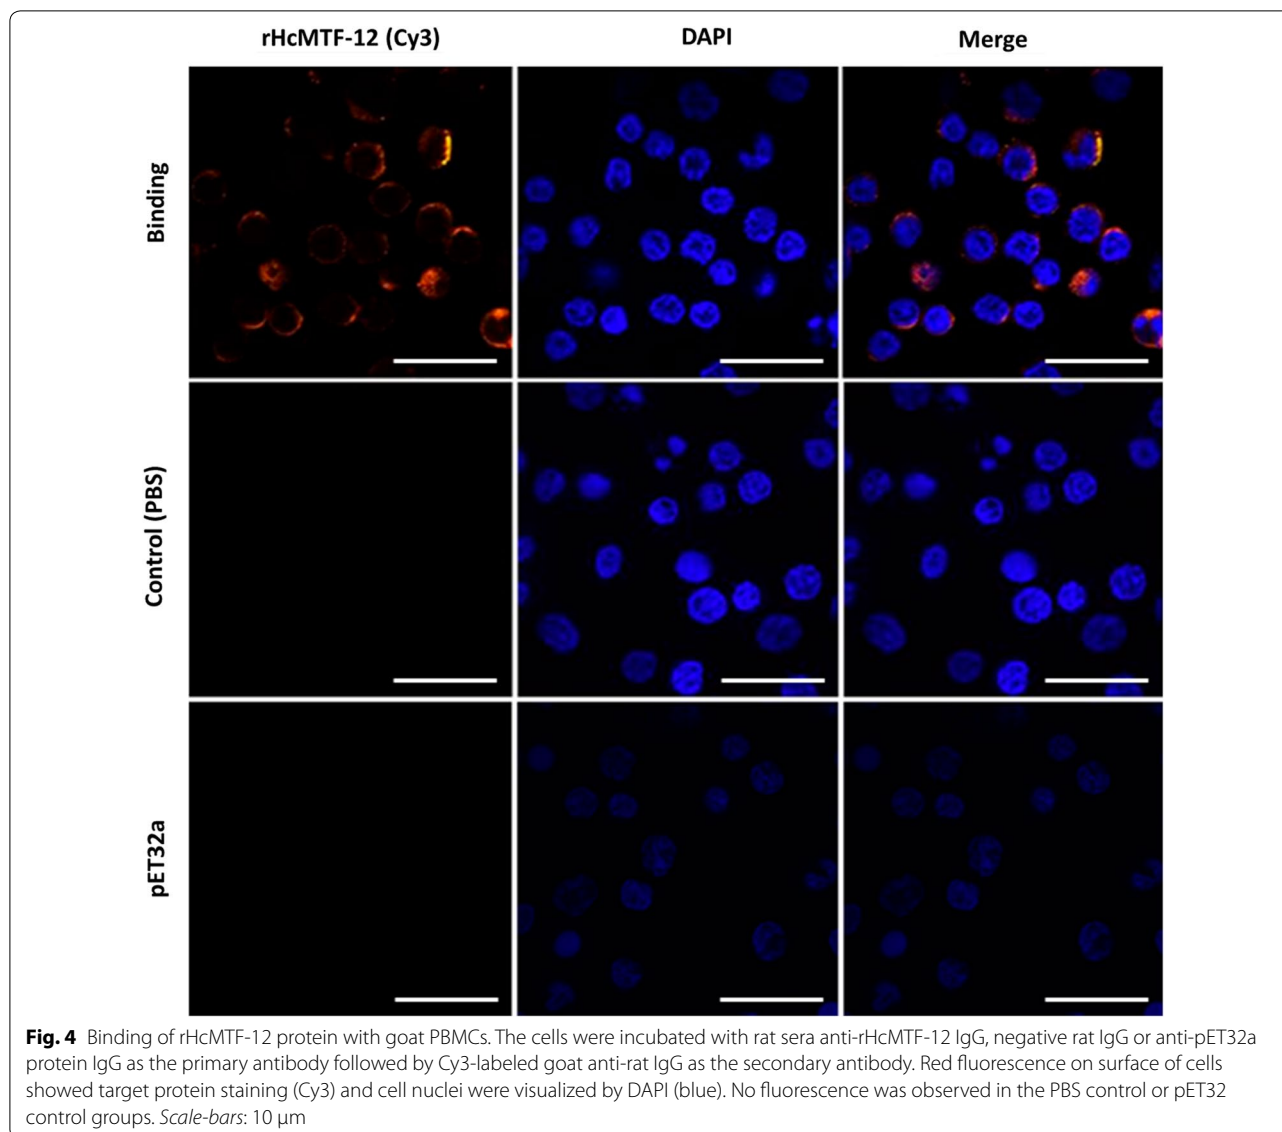 rHcMTF-12 (Cy3) DAPI Merge
Binding
Control (PBS)
pET32a
Fig. 4 Binding of rHcMTF-12 protein with goat PBMCs. The cells were incubated with rat sera anti-rHcMTF-12 IgG, negative rat IgG or anti-pET32a
protein IgG as the primary antibody followed by Cy3-labeled goat anti-rat IgG as the secondary antibody. Red fluorescence on surface of cells
showed target protein staining (Cy3) and cell nuclei were visualized by DAPI (blue). No fluorescence was observed in the PBS control or pET32
control groups. Scale-bars: 10 μm